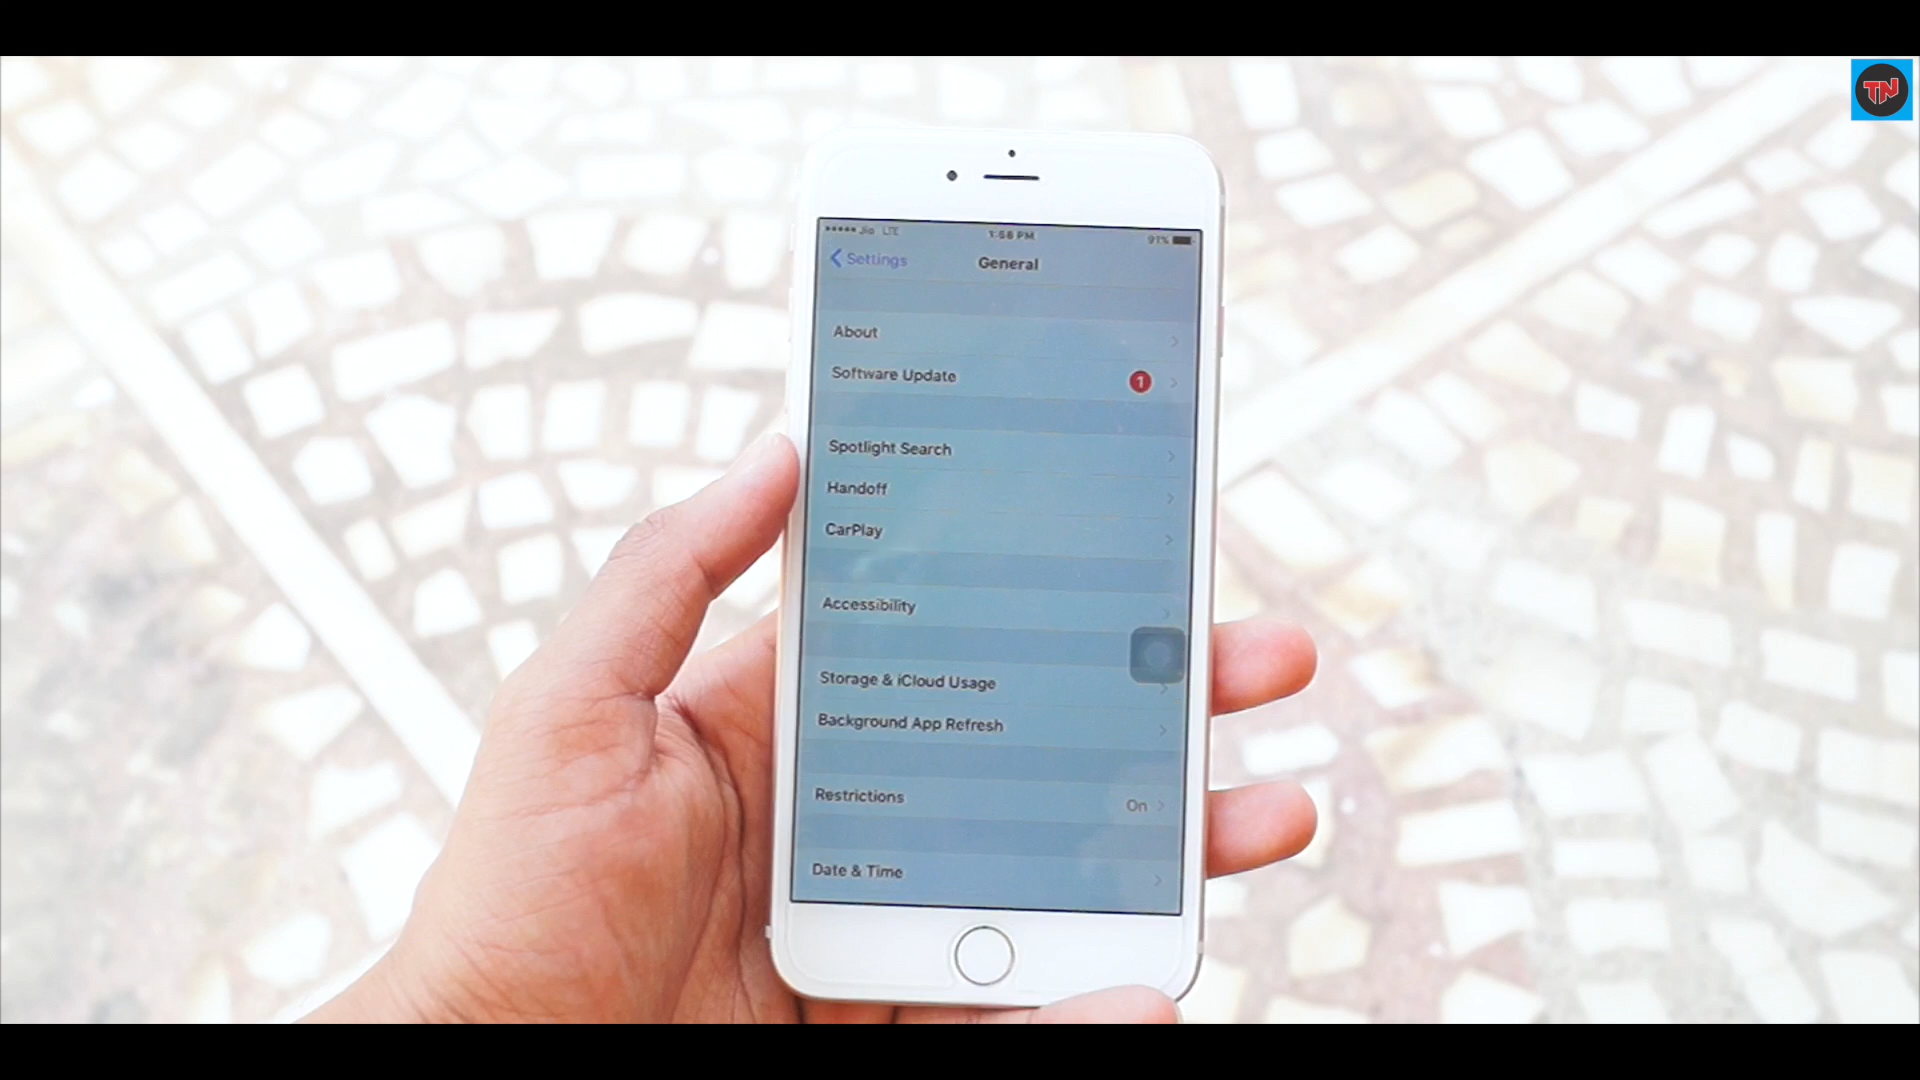 TN
Jio LTE 1:58 PM 91%
Settings General
About
Software Update 1
Spotlight Search
Handoff
CarPlay
Accessibility
Storage & iCloud Usage
Background App Refresh
Restrictions On
Date & Time